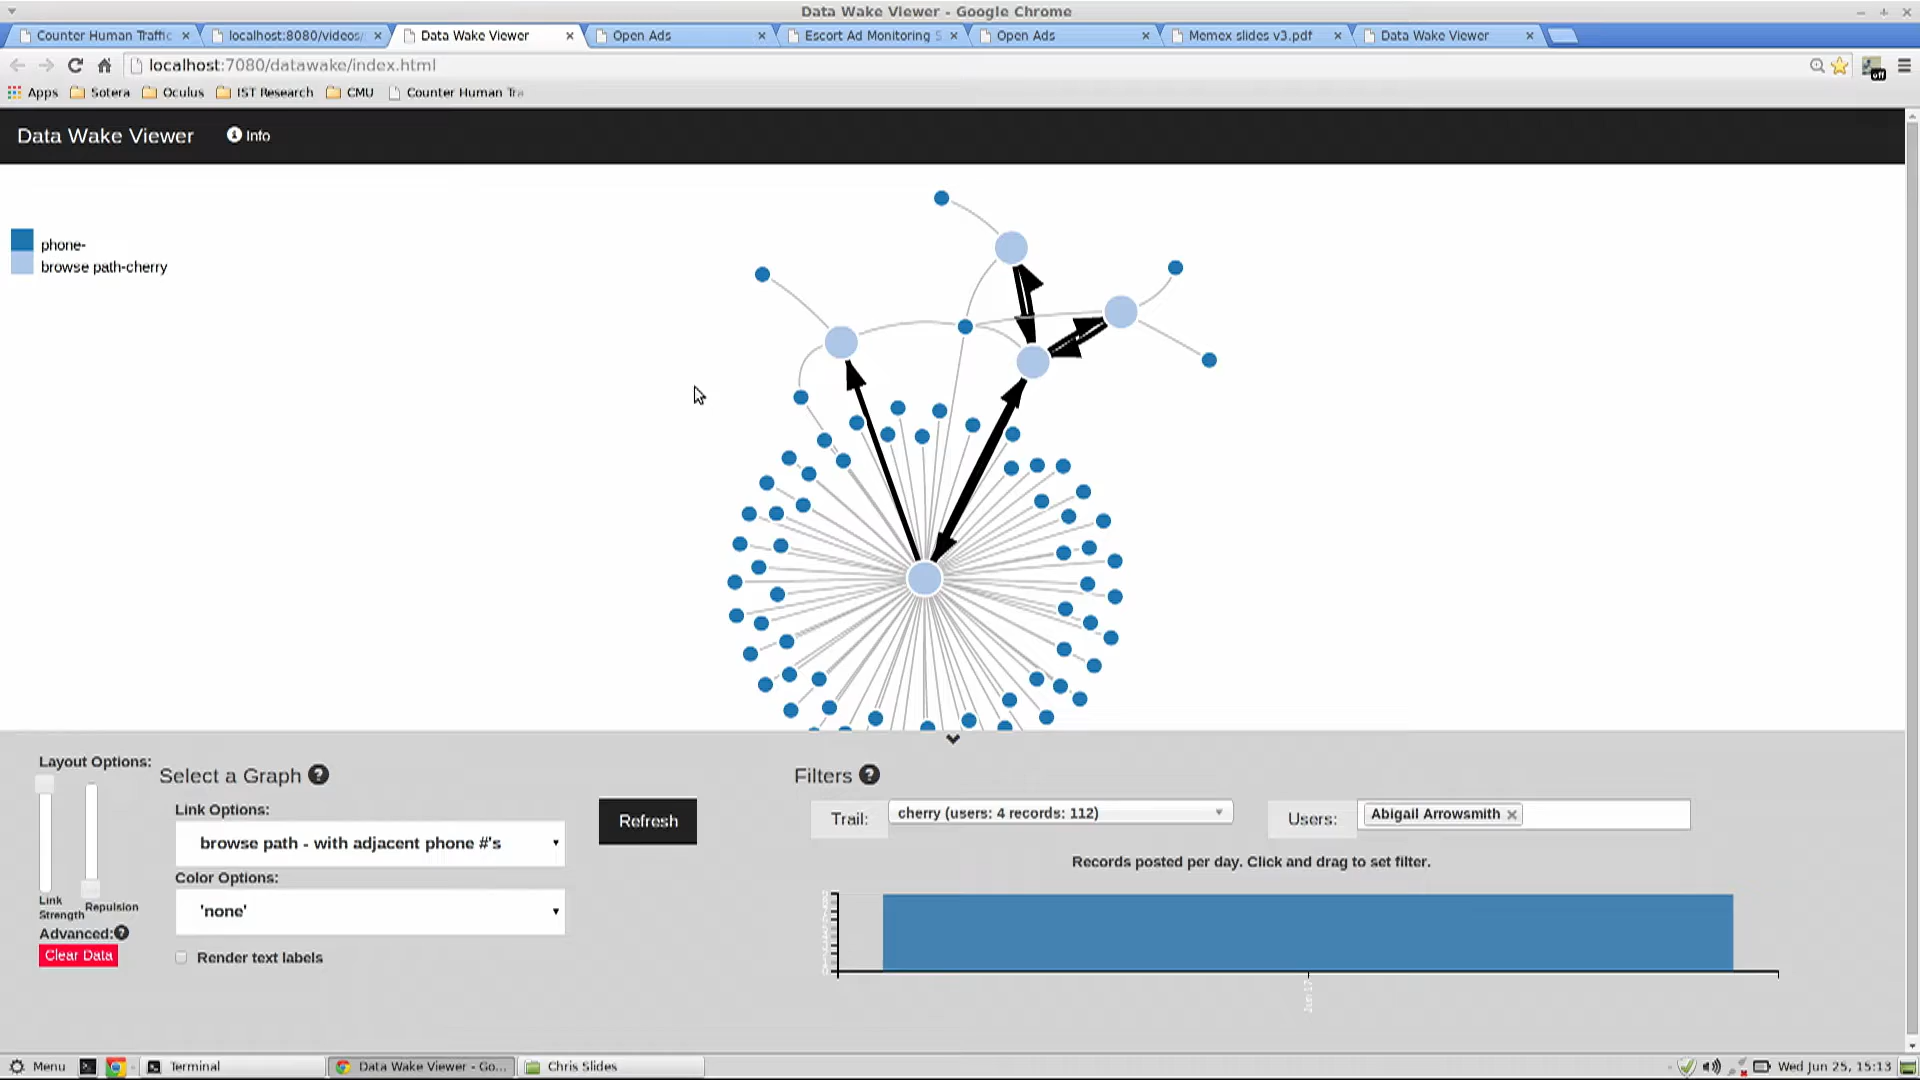 Data Wake Viewer - Google Chrome
Counter Human Traffic
localhost:8080/videos/
Data Wake Viewer
Open Ads
Escort Ad Monitoring S
Open Ads
Memex slides v3.pdf
Data Wake Viewer
localhost:7080/datawake/index.html
off
Apps
Sotera
Oculus
IST Research
CMU
Counter Human Tra
Data Wake Viewer
Info
phone-
browse path-cherry
Layout Options:
Select a Graph ?
Filters ?
Link Options:
Refresh
Trail:
cherry (users: 4 records: 112)
Users:
Abigail Arrowsmith
browse path - with adjacent phone #'s
Records posted per day. Click and drag to set filter.
Color Options:
Link Strength
Repulsion
'none'
Advanced: ?
Clear Data
Render text labels
Jun 17
Menu
Terminal
Data Wake Viewer - Go...
Chris Slides
Wed Jun 25, 15:13